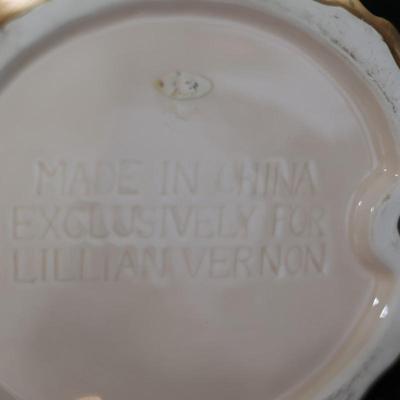 MADE IN CHINA
EXCLUSIVELY FOR
LILLIAN VERNON